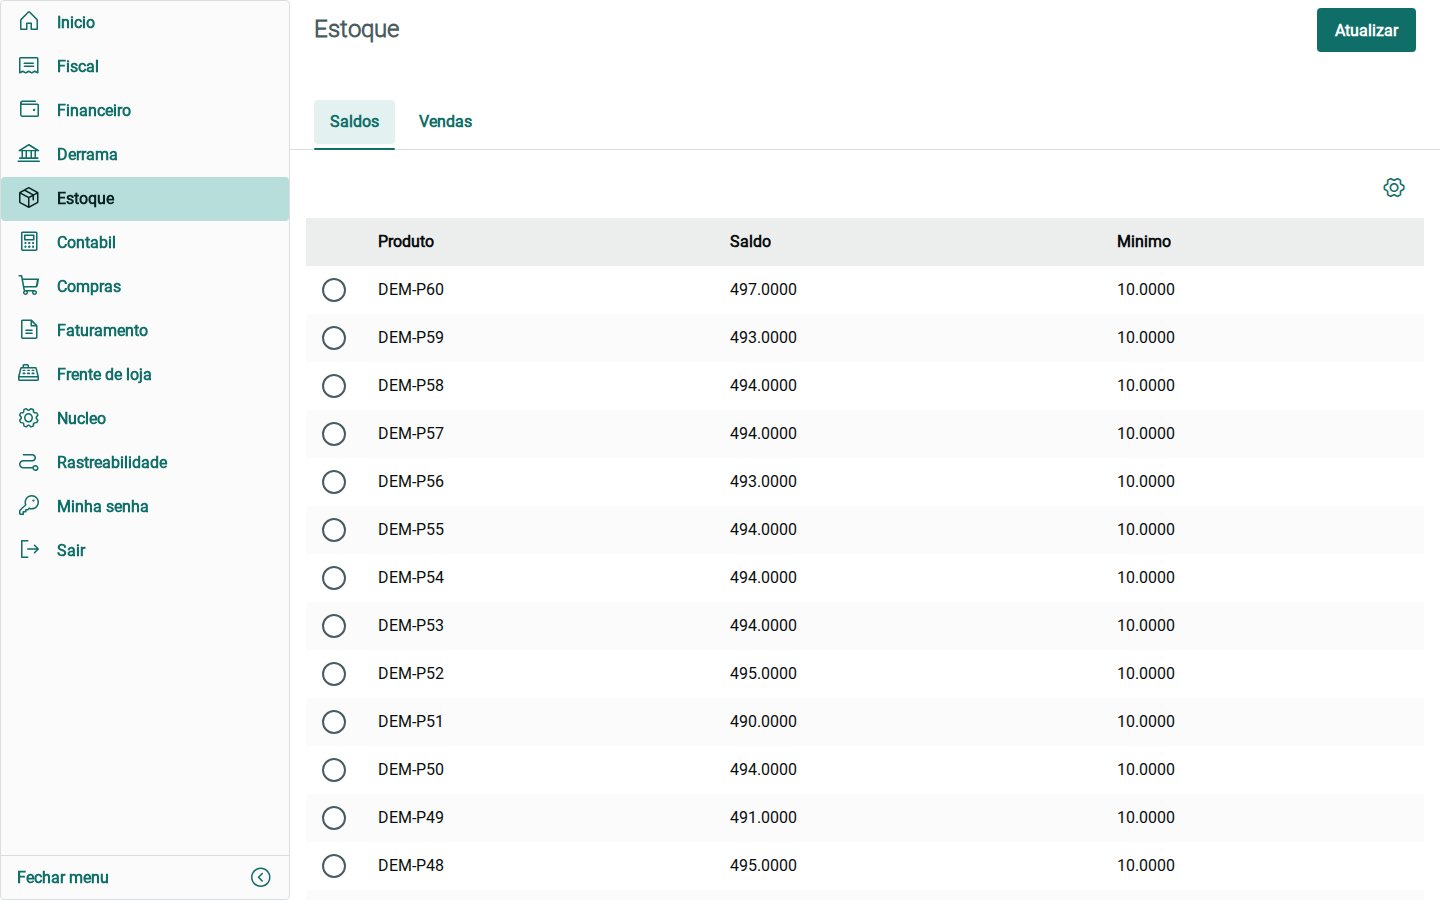 Inicio
Fiscal
Financeiro
Derrama
Estoque
Contabil
Compras
Faturamento
Frente de loja
Nucleo
Rastreabilidade
Minha senha
Sair
Fechar menu
Estoque
Atualizar
Saldos Vendas
Produto Saldo Minimo
DEM-P60 497.0000 10.0000
DEM-P59 493.0000 10.0000
DEM-P58 494.0000 10.0000
DEM-P57 494.0000 10.0000
DEM-P56 493.0000 10.0000
DEM-P55 494.0000 10.0000
DEM-P54 494.0000 10.0000
DEM-P53 494.0000 10.0000
DEM-P52 495.0000 10.0000
DEM-P51 490.0000 10.0000
DEM-P50 494.0000 10.0000
DEM-P49 491.0000 10.0000
DEM-P48 495.0000 10.0000